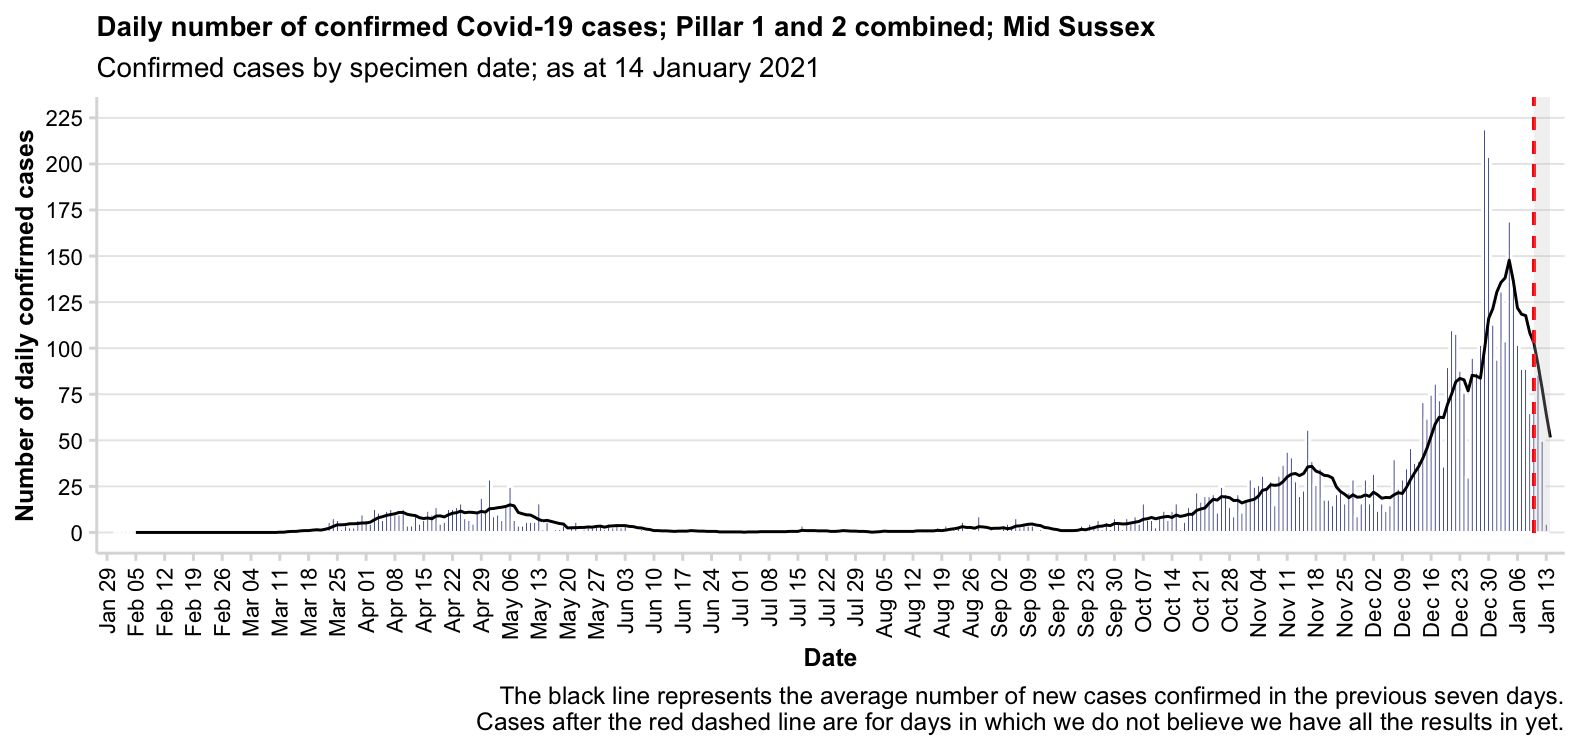 Daily number of confirmed Covid-19 cases; Pillar 1 and 2 combined; Mid Sussex
Confirmed cases by specimen date; as at 14 January 2021
Number of daily confirmed cases
225
200
175
150
125
100
75
50
25
0
Jan 29
Feb 05
Feb 12
Feb 19
Feb 26
Mar 04
Mar 11
Mar 18
Mar 25
Apr 01
Apr 08
Apr 15
Apr 22
Apr 29
May 06
May 13
May 20
May 27
Jun 03
Jun 10
Jun 17
Jun 24
Jul 01
Jul 08
Jul 15
Jul 22
Jul 29
Aug 05
Aug 12
Aug 19
Aug 26
Sep 02
Sep 09
Sep 16
Sep 23
Sep 30
Oct 07
Oct 14
Oct 21
Oct 28
Nov 04
Nov 11
Nov 18
Nov 25
Dec 02
Dec 09
Dec 16
Dec 23
Dec 30
Jan 06
Jan 13
Date
The black line represents the average number of new cases confirmed in the previous seven days.
Cases after the red dashed line are for days in which we do not believe we have all the results in yet.